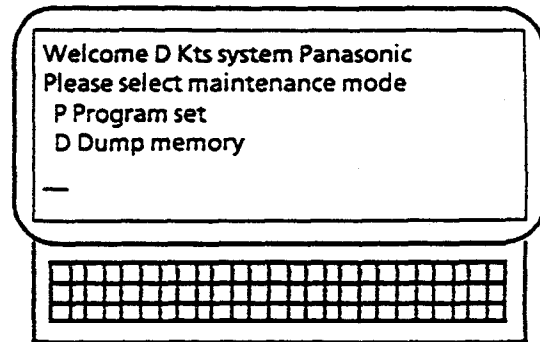 Welcome D Kts system Panasonic
Please select maintenance mode
P Program set
D Dump memory